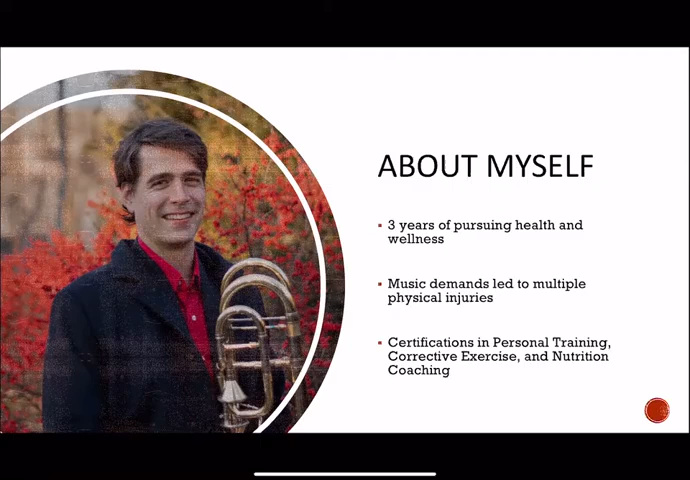 ABOUT MYSELF
3 years of pursuing health and
wellness
Music demands led to multiple
physical injuries
Certifications in Personal Training,
Corrective Exercise, and Nutrition
Coaching